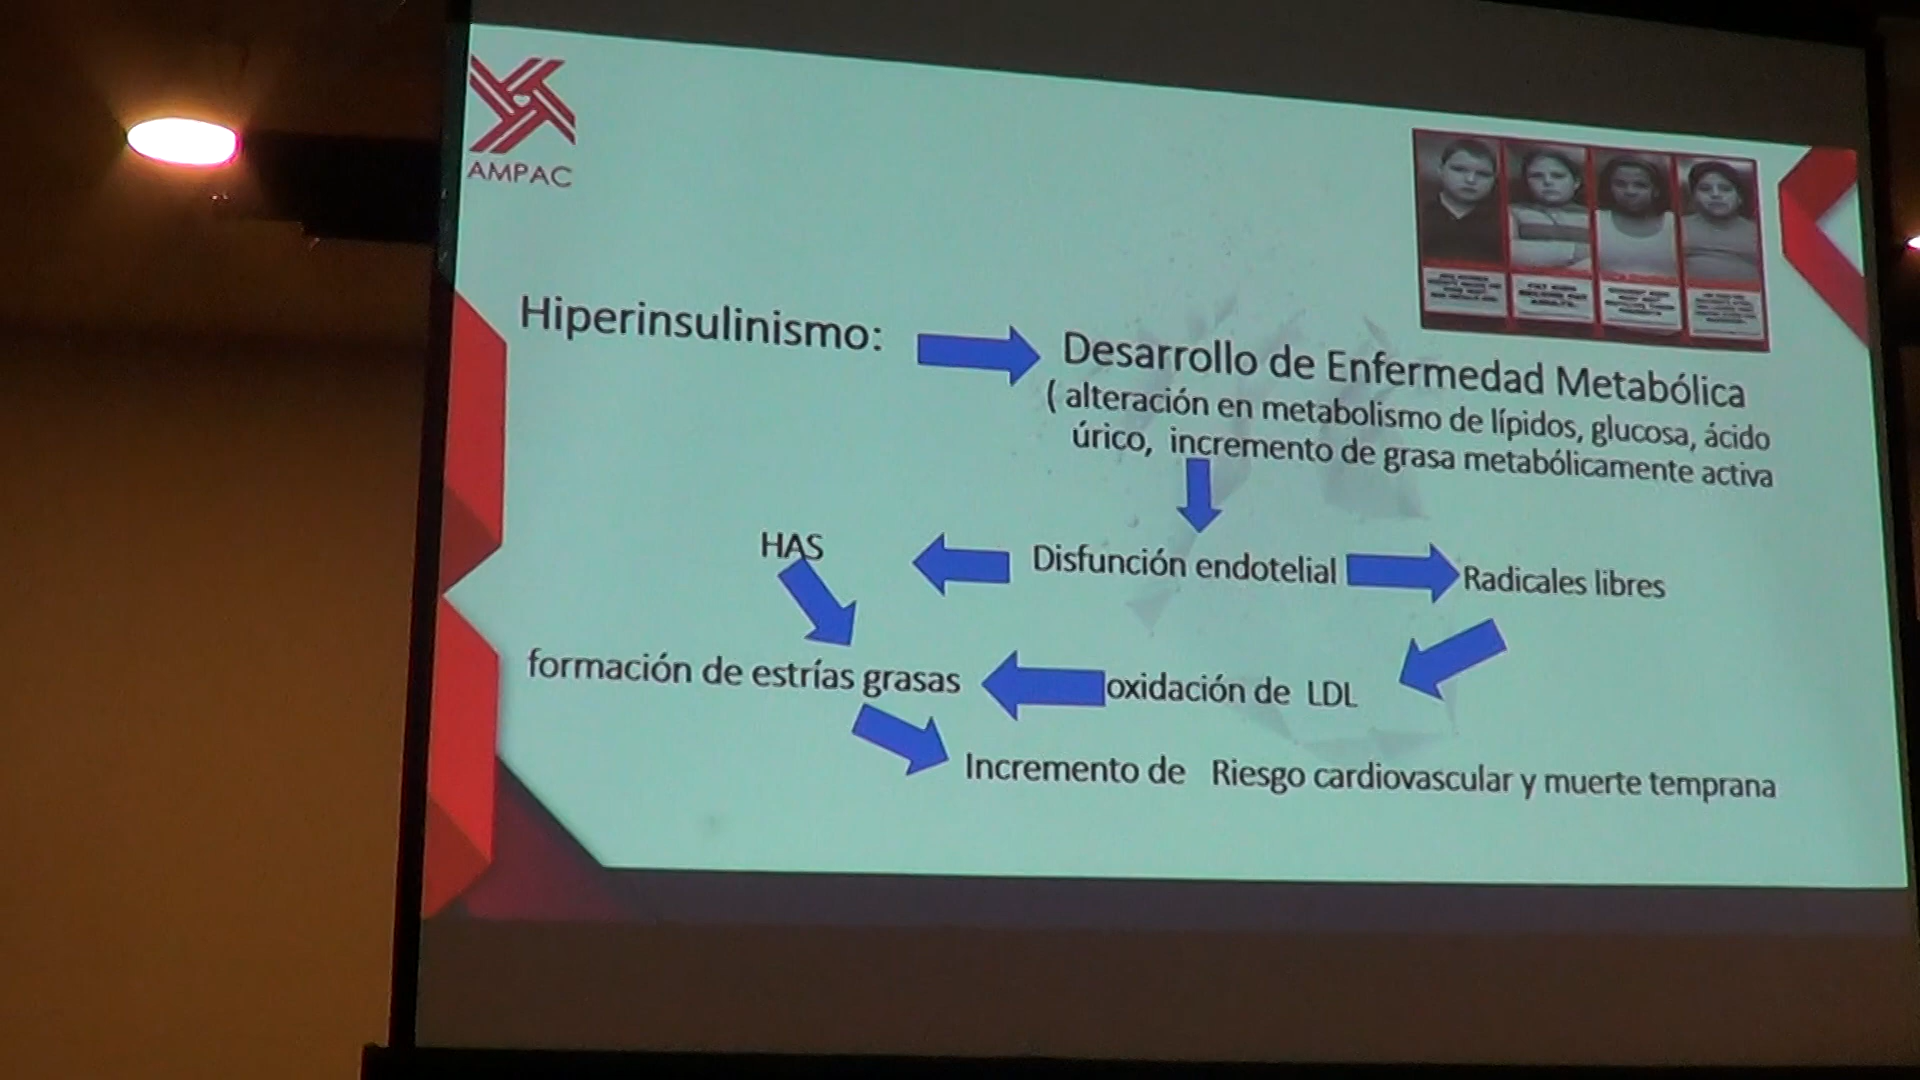 AMPAC
Hiperinsulinismo:
Desarrollo de Enfermedad Metabólica
( alteración en metabolismo de lípidos, glucosa, ácido
úrico, incremento de grasa metabólicamente activa
HAS
Disfunción endotelial
Radicales libres
formación de estrías grasas
oxidación de LDL
Incremento de Riesgo cardiovascular y muerte temprana